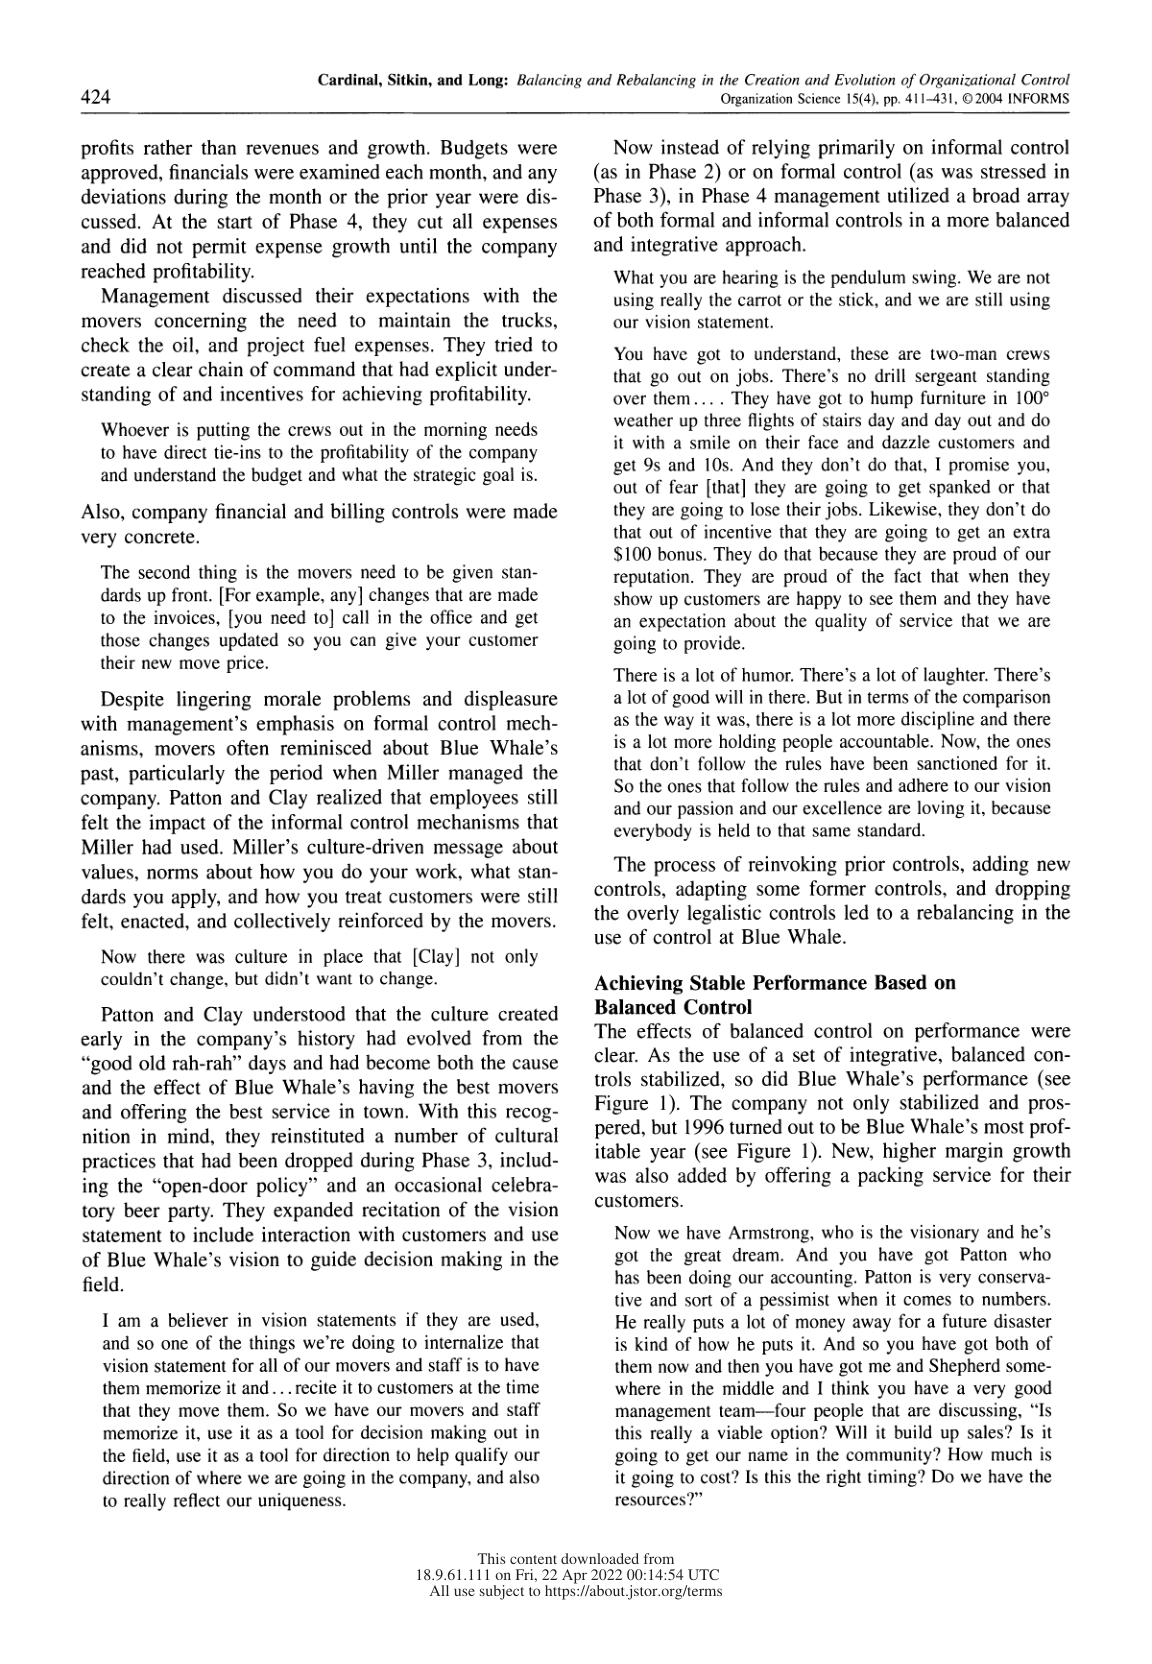 Cardinal, Sitkin, and Long: Balancing and Rebalancing in the Creation and Evolution of Organizational Control
424
Organization Science 15(4), pp. 411–431, © 2004 INFORMS
profits rather than revenues and growth. Budgets were
approved, financials were examined each month, and any
deviations during the month or the prior year were dis-
cussed. At the start of Phase 4, they cut all expenses
and did not permit expense growth until the company
reached profitability.
Management discussed their expectations with the
movers concerning the need to maintain the trucks,
check the oil, and project fuel expenses. They tried to
create a clear chain of command that had explicit under-
standing of and incentives for achieving profitability.
Whoever is putting the crews out in the morning needs
to have direct tie-ins to the profitability of the company
and understand the budget and what the strategic goal is.
Also, company financial and billing controls were made
very concrete.
The second thing is the movers need to be given stan-
dards up front. [For example, any] changes that are made
to the invoices, [you need to] call in the office and get
those changes updated so you can give your customer
their new move price.
Despite lingering morale problems and displeasure
with management's emphasis on formal control mech-
anisms, movers often reminisced about Blue Whale's
past, particularly the period when Miller managed the
company. Patton and Clay realized that employees still
felt the impact of the informal control mechanisms that
Miller had used. Miller's culture-driven message about
values, norms about how you do your work, what stan-
dards you apply, and how you treat customers were still
felt, enacted, and collectively reinforced by the movers.
Now there was culture in place that [Clay] not only
couldn't change, but didn't want to change.
Patton and Clay understood that the culture created
early in the company's history had evolved from the
“good old rah-rah” days and had become both the cause
and the effect of Blue Whale's having the best movers
and offering the best service in town. With this recog-
nition in mind, they reinstituted a number of cultural
practices that had been dropped during Phase 3, includ-
ing the “open-door policy” and an occasional celebra-
tory beer party. They expanded recitation of the vision
statement to include interaction with customers and use
of Blue Whale's vision to guide decision making in the
field.
I am a believer in vision statements if they are used,
and so one of the things we're doing to internalize that
vision statement for all of our movers and staff is to have
them memorize it and...recite it to customers at the time
that they move them. So we have our movers and staff
memorize it, use it as a tool for decision making out in
the field, use it as a tool for direction to help qualify our
direction of where we are going in the company, and also
to really reflect our uniqueness.
Now instead of relying primarily on informal control
(as in Phase 2) or on formal control (as was stressed in
Phase 3), in Phase 4 management utilized a broad array
of both formal and informal controls in a more balanced
and integrative approach.
What you are hearing is the pendulum swing. We are not
using really the carrot or the stick, and we are still using
our vision statement.
You have got to understand, these are two-man crews
that go out on jobs. There's no drill sergeant standing
over them.... They have got to hump furniture in 100°
weather up three flights of stairs day and day out and do
it with a smile on their face and dazzle customers and
get 9s and 10s. And they don't do that, I promise you,
out of fear [that] they are going to get spanked or that
they are going to lose their jobs. Likewise, they don't do
that out of incentive that they are going to get an extra
$100 bonus. They do that because they are proud of our
reputation. They are proud of the fact that when they
show up customers are happy to see them and they have
an expectation about the quality of service that we are
going to provide.
There is a lot of humor. There's a lot of laughter. There's
a lot of good will in there. But in terms of the comparison
as the way it was, there is a lot more discipline and there
is a lot more holding people accountable. Now, the ones
that don't follow the rules have been sanctioned for it.
So the ones that follow the rules and adhere to our vision
and our passion and our excellence are loving it, because
everybody is held to that same standard.
The process of reinvoking prior controls, adding new
controls, adapting some former controls, and dropping
the overly legalistic controls led to a rebalancing in the
use of control at Blue Whale.
Achieving Stable Performance Based on
Balanced Control
The effects of balanced control on performance were
clear. As the use of a set of integrative, balanced con-
trols stabilized, so did Blue Whale's performance (see
Figure 1). The company not only stabilized and pros-
pered, but 1996 turned out to be Blue Whale's most prof-
itable year (see Figure 1). New, higher margin growth
was also added by offering a packing service for their
customers.
Now we have Armstrong, who is the visionary and he's
got the great dream. And you have got Patton who
has been doing our accounting. Patton is very conserva-
tive and sort of a pessimist when it comes to numbers.
He really puts a lot of money away for a future disaster
is kind of how he puts it. And so you have got both of
them now and then you have got me and Shepherd some-
where in the middle and I think you have a very good
management team—four people that are discussing, “Is
this really a viable option? Will it build up sales? Is it
going to get our name in the community? How much is
it going to cost? Is this the right timing? Do we have the
resources?”
This content downloaded from
18.9.61.111 on Fri, 22 Apr 2022 00:14:54 UTC
All use subject to https://about.jstor.org/terms